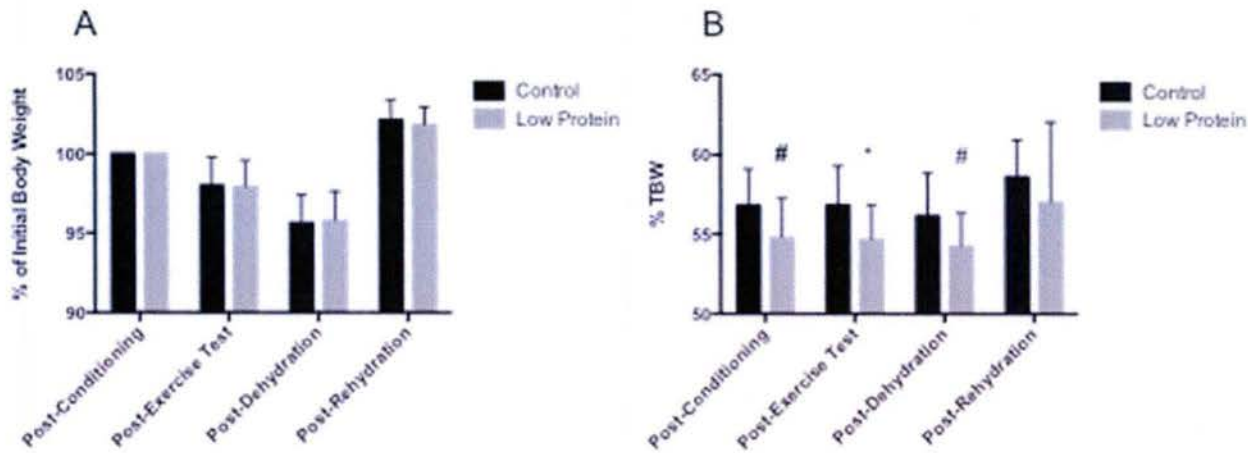 A
% of Initial Body Weight
105
100
95
90
Post-Conditioning
Post-Exercise Test
Post-Dehydration
Post-Rehydration
Control
Low Protein
B
% TBW
65
60
55
50
#
*
#
Post-Conditioning
Post-Exercise Test
Post-Dehydration
Post-Rehydration
Control
Low Protein